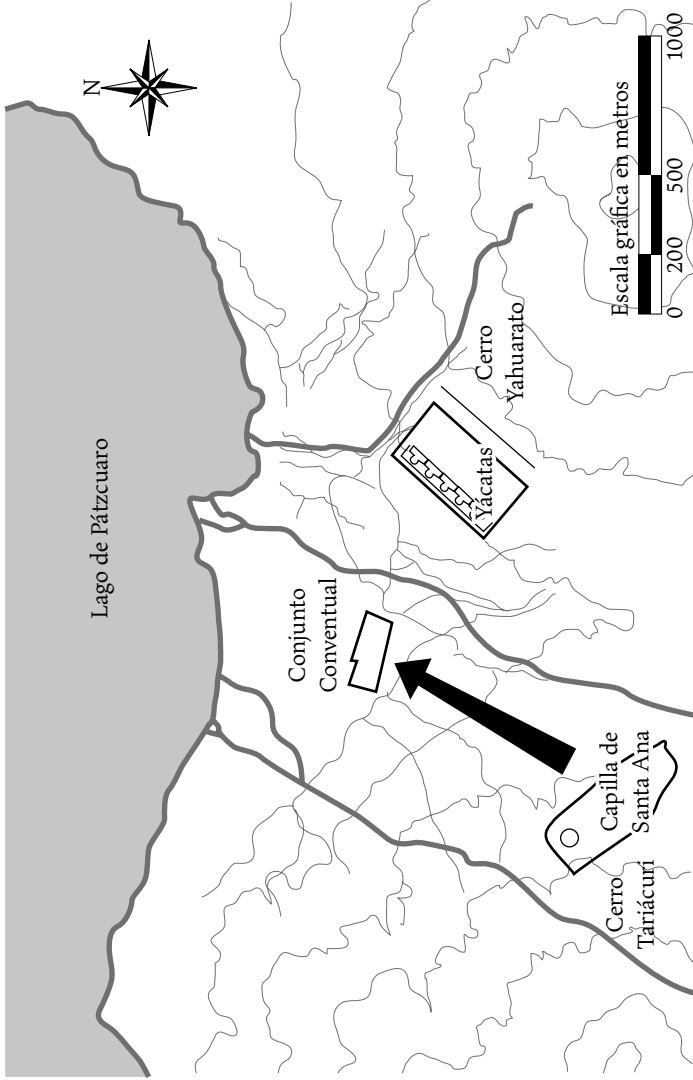 N
Lago de Pátzcuaro
Conjunto
Conventual
Yácatas
Cerro
Yahuarato
Capilla de
Santa Ana
Cerro
Tariácuri
Escala gráfica en metros
0 200 500 1000